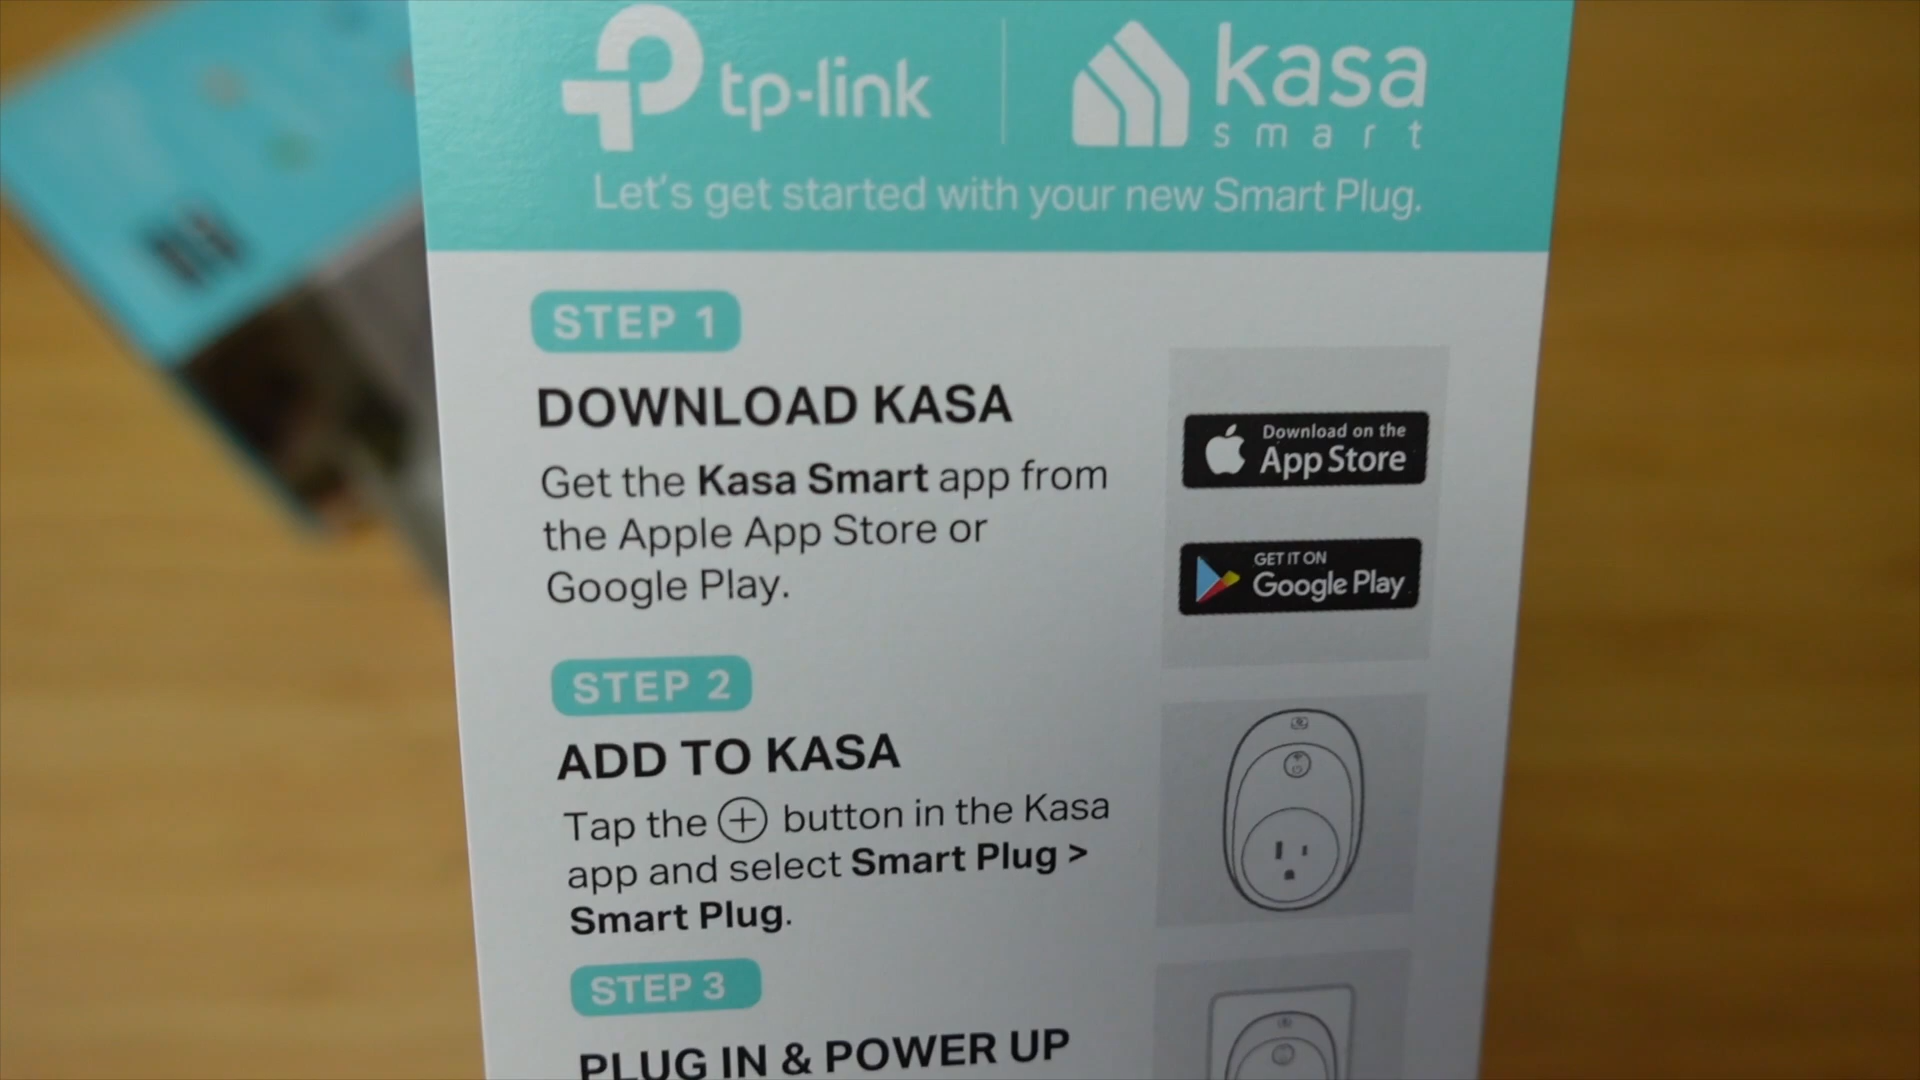 tp-link
kasa
smart
Let's get started with your new Smart Plug.
STEP 1
DOWNLOAD KASA
Get the Kasa Smart app from
the Apple App Store or
Google Play.
Download on the
App Store
GET IT ON
Google Play
STEP 2
ADD TO KASA
Tap the ⊕ button in the Kasa
app and select Smart Plug >
Smart Plug.
STEP 3
PLUG IN & POWER UP